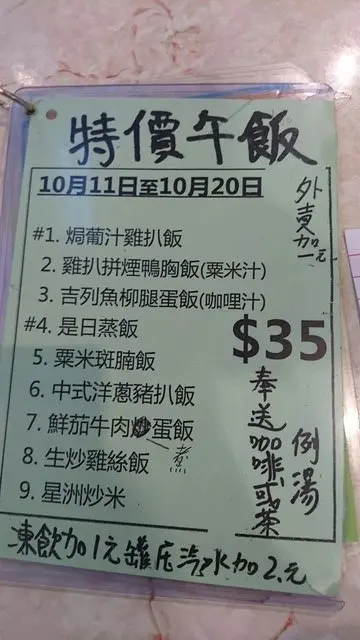 特價午飯
10月11日至10月20日
外賣加一元
#1. 焗葡汁雞扒飯
2. 雞扒拼煙鴨胸飯(粟米汁)
3. 吉列魚柳腿蛋飯(咖哩汁)
#4. 是日蒸飯
$35
5. 粟米斑腩飯
6. 中式洋蔥豬扒飯
7. 鮮茄牛肉炒蛋飯
煮
8. 生炒雞絲飯
9. 星洲炒米
奉送咖啡或茶
例湯
凍飲加1元罐庄汽水加2.元